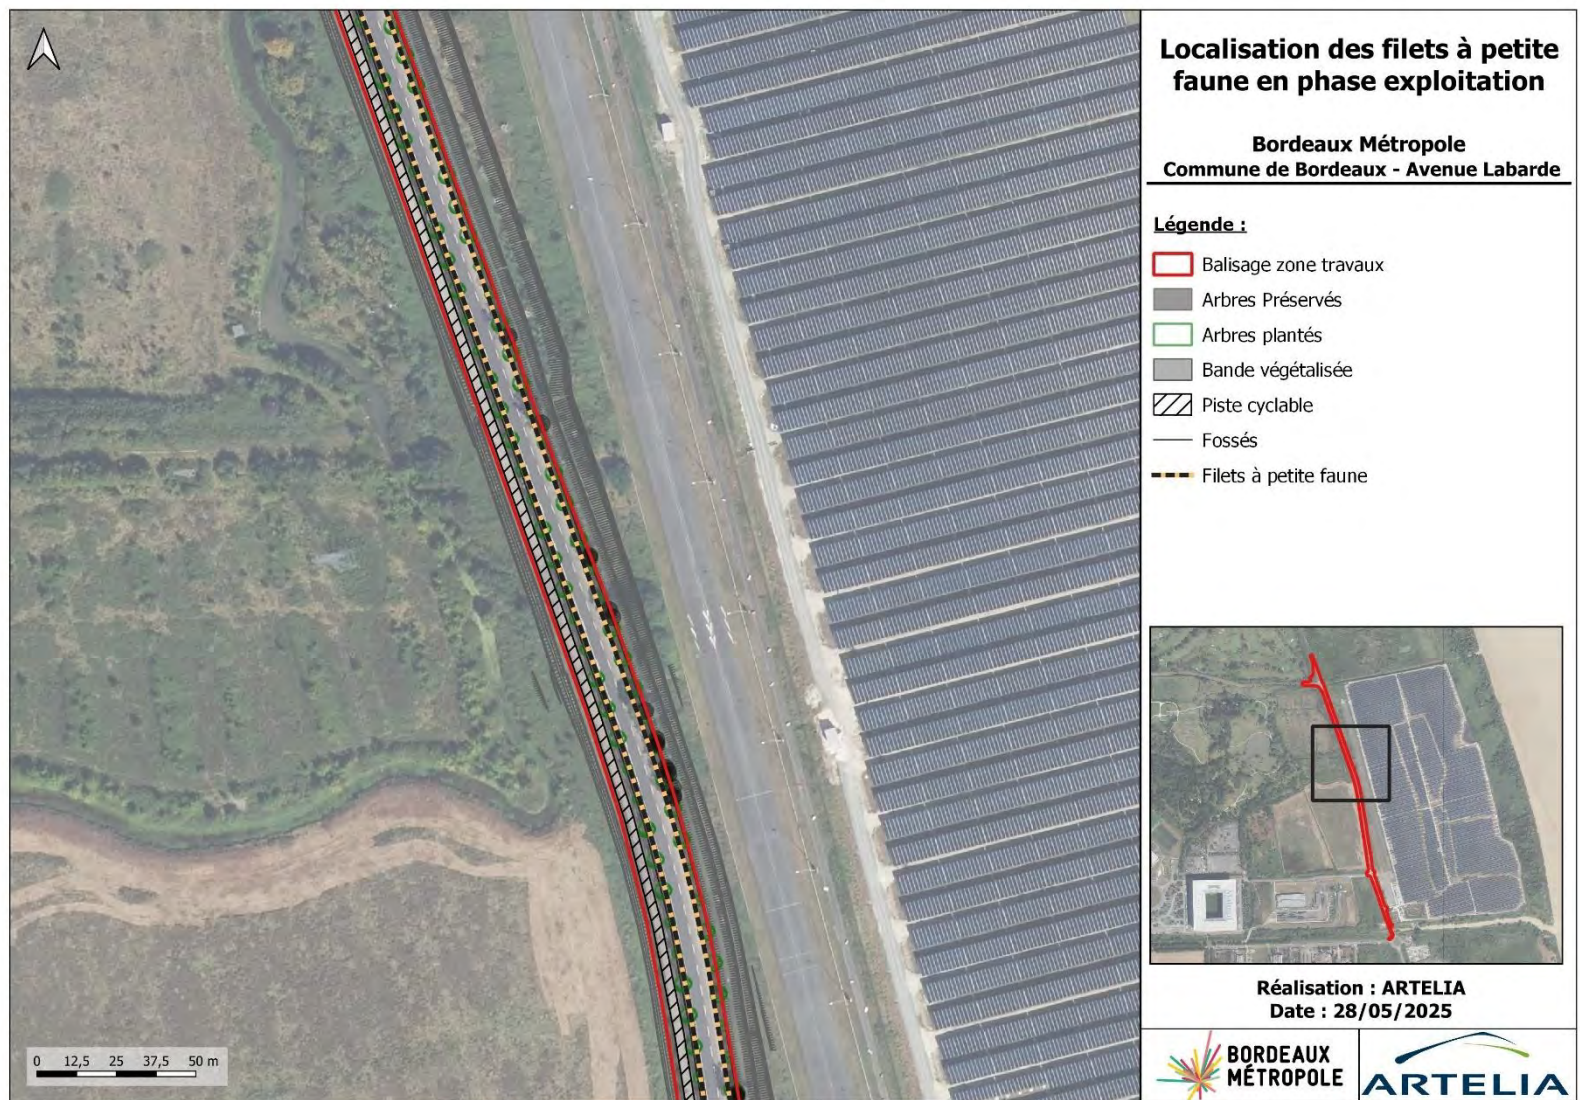 Localisation des filets à petite
faune en phase exploitation
Bordeaux Métropole
Commune de Bordeaux - Avenue Labarde
Légende :
Balisage zone travaux
Arbres Préservés
Arbres plantés
Bande végétalisée
Piste cyclable
Fossés
Filets à petite faune
0 12,5 25 37,5 50 m
Réalisation : ARTELIA
Date : 28/05/2025
BORDEAUX
MÉTROPOLE
ARTELIA